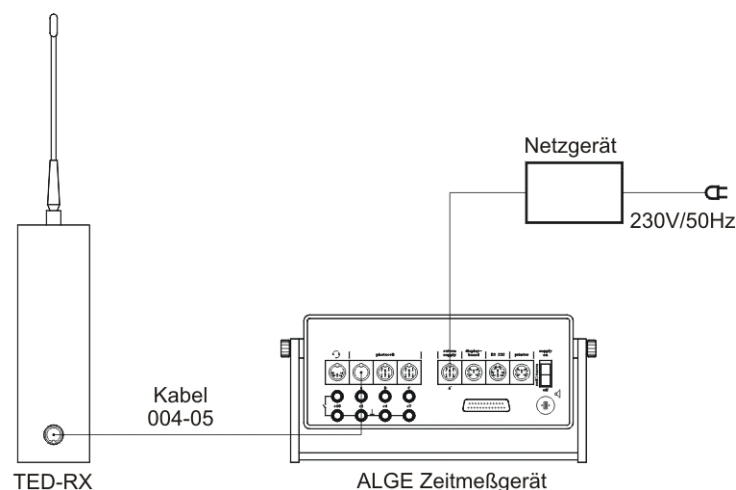 Netzgerät
230V/50Hz
photocell
RS 232
printer
Kabel
004-05
TED-RX
ALGE Zeitmeßgerät